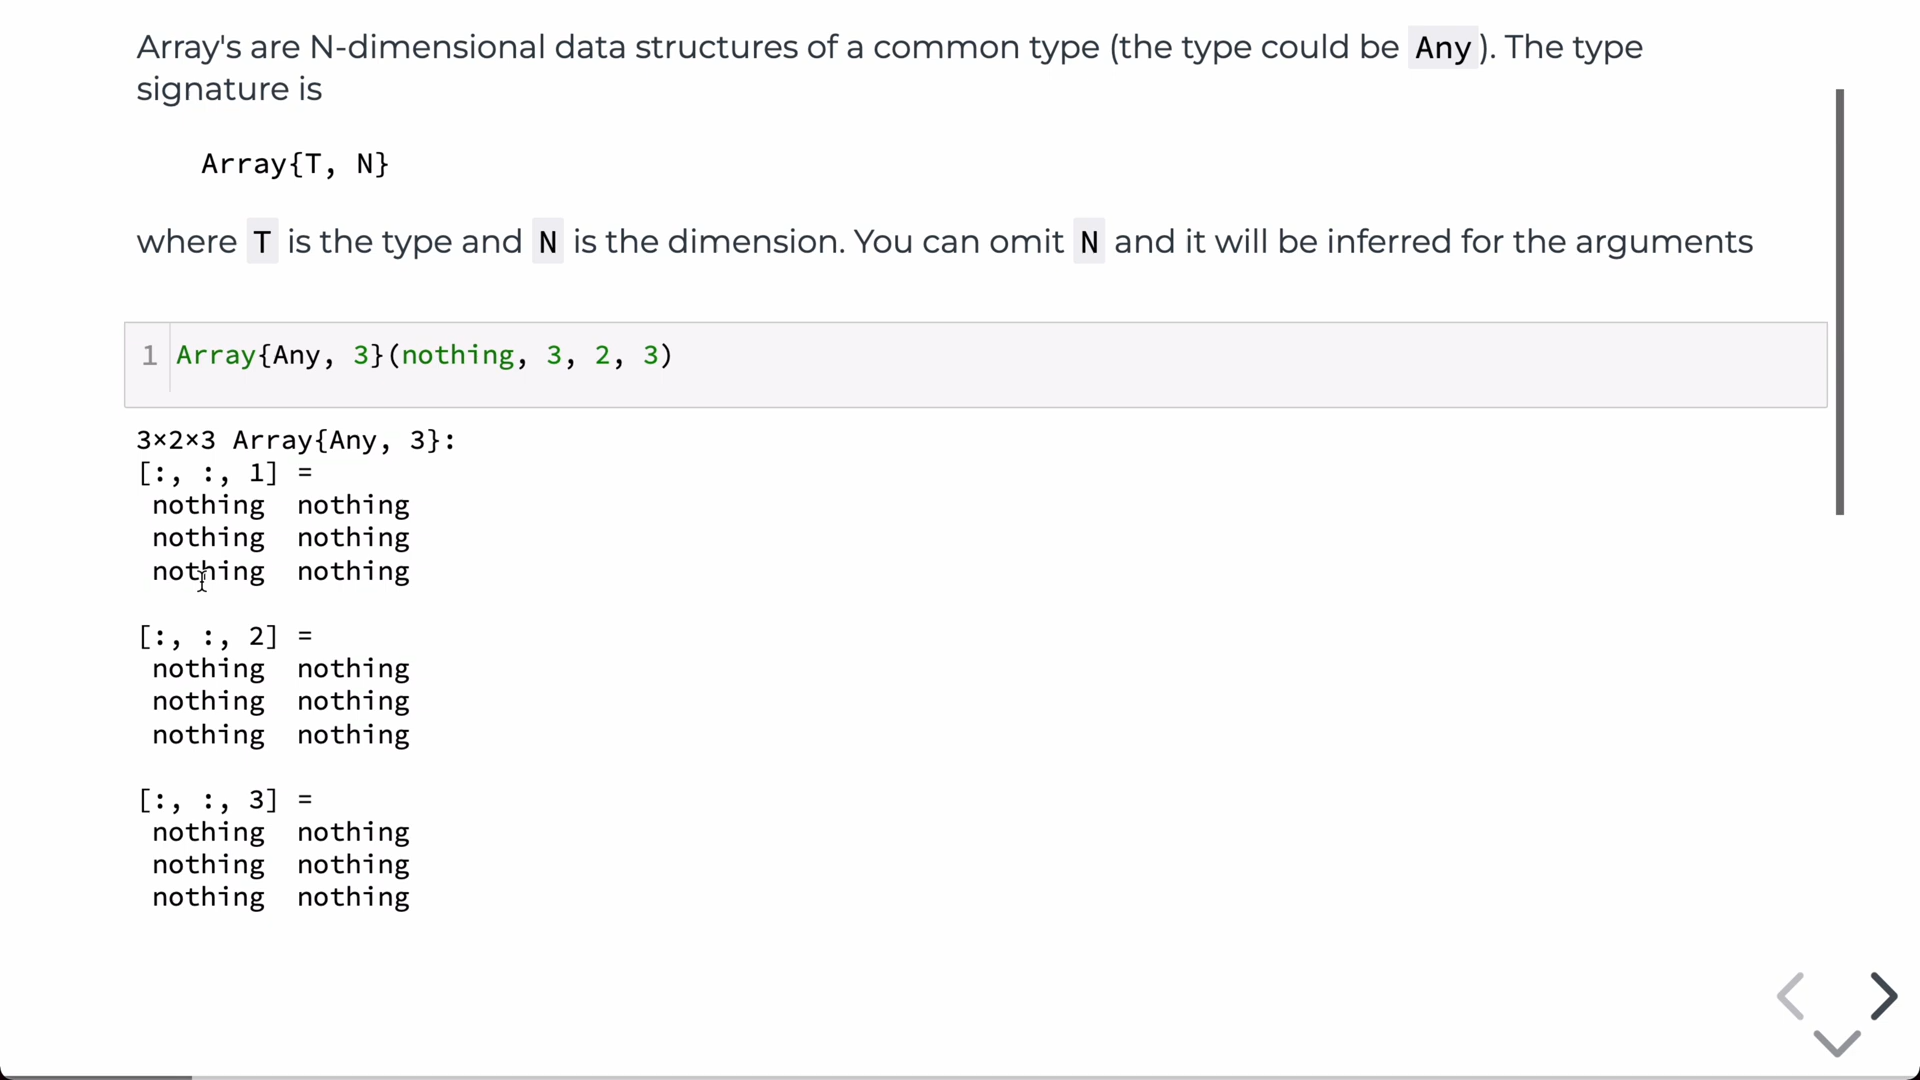 Array's are N-dimensional data structures of a common type (the type could be Any). The type
signature is
Array{T, N}
where T is the type and N is the dimension. You can omit N and it will be inferred for the arguments
1 Array{Any, 3}(nothing, 3, 2, 3)
3×2×3 Array{Any, 3}:
[:, :, 1] =
 nothing  nothing
 nothing  nothing
 nothing  nothing
[:, :, 2] =
 nothing  nothing
 nothing  nothing
 nothing  nothing
[:, :, 3] =
 nothing  nothing
 nothing  nothing
 nothing  nothing